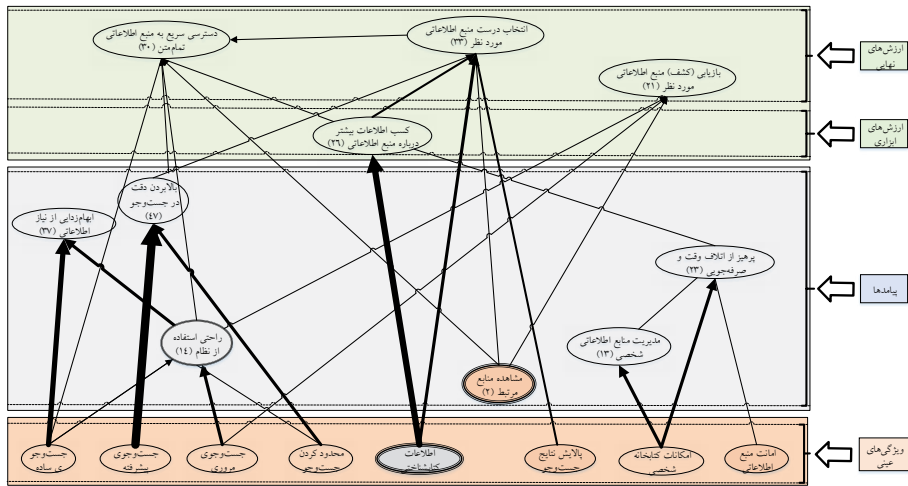 دسترسی سریع به منبع اطلاعاتی
تمام‌متن (۳۰)
انتخاب درست منبع اطلاعاتی
مورد نظر (۳۳)
بازیابی (کشف) منبع اطلاعاتی
مورد نظر (۲۱)
ارزش‌های
نهایی
کسب اطلاعات بیشتر
درباره منبع اطلاعاتی (۲۶)
ارزش‌های
ابزاری
بالابردن دقت
در جست‌وجو
(۴۷)
ابهام‌زدایی از نیاز
اطلاعاتی (۳۷)
پرهیز از اتلاف وقت و
صرفه‌جویی (۲۳)
پیامدها
راحتی استفاده
از نظام (۱۴)
مدیریت منابع اطلاعاتی
شخصی (۱۳)
مشاهده منابع
مرتبط (۲)
ویژگی‌های
عینی
امانت منبع
اطلاعاتی
امکانات کتابخانه
شخصی
پالایش نتایج
جست‌وجو
اطلاعات
کتابشناختی
محدود کردن
جست‌وجو
جست‌وجوی
مروری
جست‌وجوی
پیشرفته
جست‌وجو
ی ساده